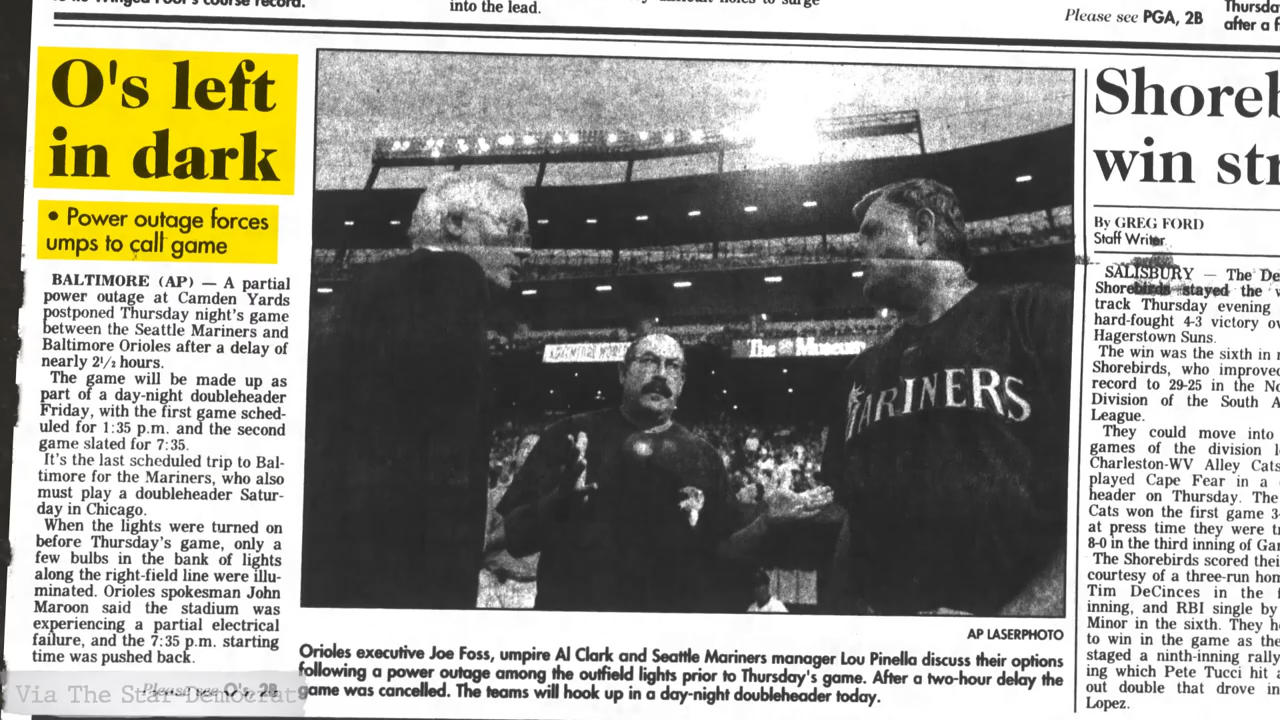 into the lead.
Please see PGA, 2B
Thursda
after a f
O's left
in dark
• Power outage forces
umps to call game
BALTIMORE (AP) — A partial
power outage at Camden Yards
postponed Thursday night's game
between the Seattle Mariners and
Baltimore Orioles after a delay of
nearly 2½ hours.
The game will be made up as
part of a day-night doubleheader
Friday, with the first game sched-
uled for 1:35 p.m. and the second
game slated for 7:35.
It's the last scheduled trip to Bal-
timore for the Mariners, who also
must play a doubleheader Satur-
day in Chicago.
When the lights were turned on
before Thursday's game, only a
few bulbs in the bank of lights
along the right-field line were illu-
minated. Orioles spokesman John
Maroon said the stadium was
experiencing a partial electrical
failure, and the 7:35 p.m. starting
time was pushed back.
Please see O's, 2B
Via The Star-Democrat
The Museum
MARINERS
AP LASERPHOTO
Orioles executive Joe Foss, umpire Al Clark and Seattle Mariners manager Lou Pinella discuss their options
following a power outage among the outfield lights prior to Thursday's game. After a two-hour delay the
game was cancelled. The teams will hook up in a day-night doubleheader today.
Shoreb
win str
By GREG FORD
Staff Writer
SALISBURY — The De
Shorebirds stayed the w
track Thursday evening
hard-fought 4-3 victory ov
Hagerstown Suns.
The win was the sixth in
Shorebirds, who improved
record to 29-25 in the No
Division of the South A
League.
They could move into
games of the division l
Charleston-WV Alley Cats
played Cape Fear in a
header on Thursday. The
Cats won the first game 3-
at press time they were t
8-0 in the third inning of Ga
The Shorebirds scored thei
courtesy of a three-run hom
Tim DeCinces in the f
inning, and RBI single by
Minor in the sixth. They h
to win in the game as the
staged a ninth-inning rally
ing which Pete Tucci hit a
out double that drove in
Lopez.